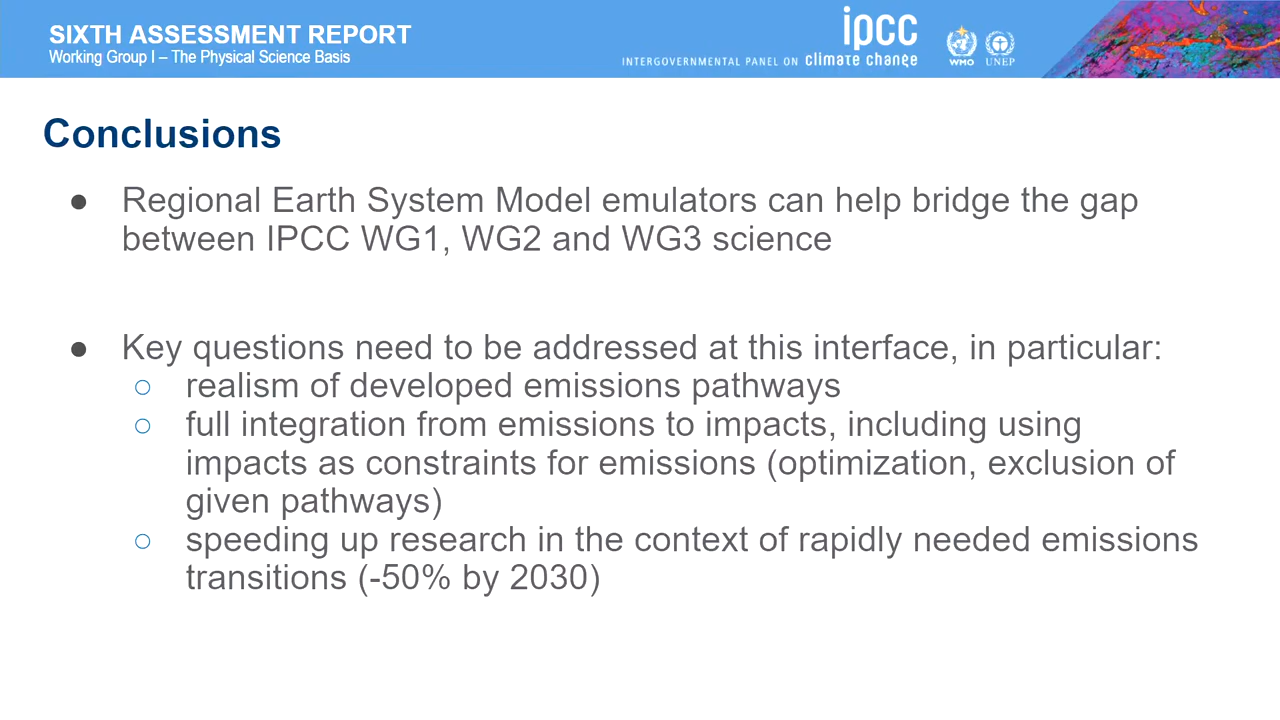 SIXTH ASSESSMENT REPORT
Working Group I – The Physical Science Basis
INTERGOVERNMENTAL PANEL ON climate change
ipcc
WMO
UNEP
Conclusions
● Regional Earth System Model emulators can help bridge the gap
between IPCC WG1, WG2 and WG3 science
● Key questions need to be addressed at this interface, in particular:
○ realism of developed emissions pathways
○ full integration from emissions to impacts, including using
impacts as constraints for emissions (optimization, exclusion of
given pathways)
○ speeding up research in the context of rapidly needed emissions
transitions (-50% by 2030)